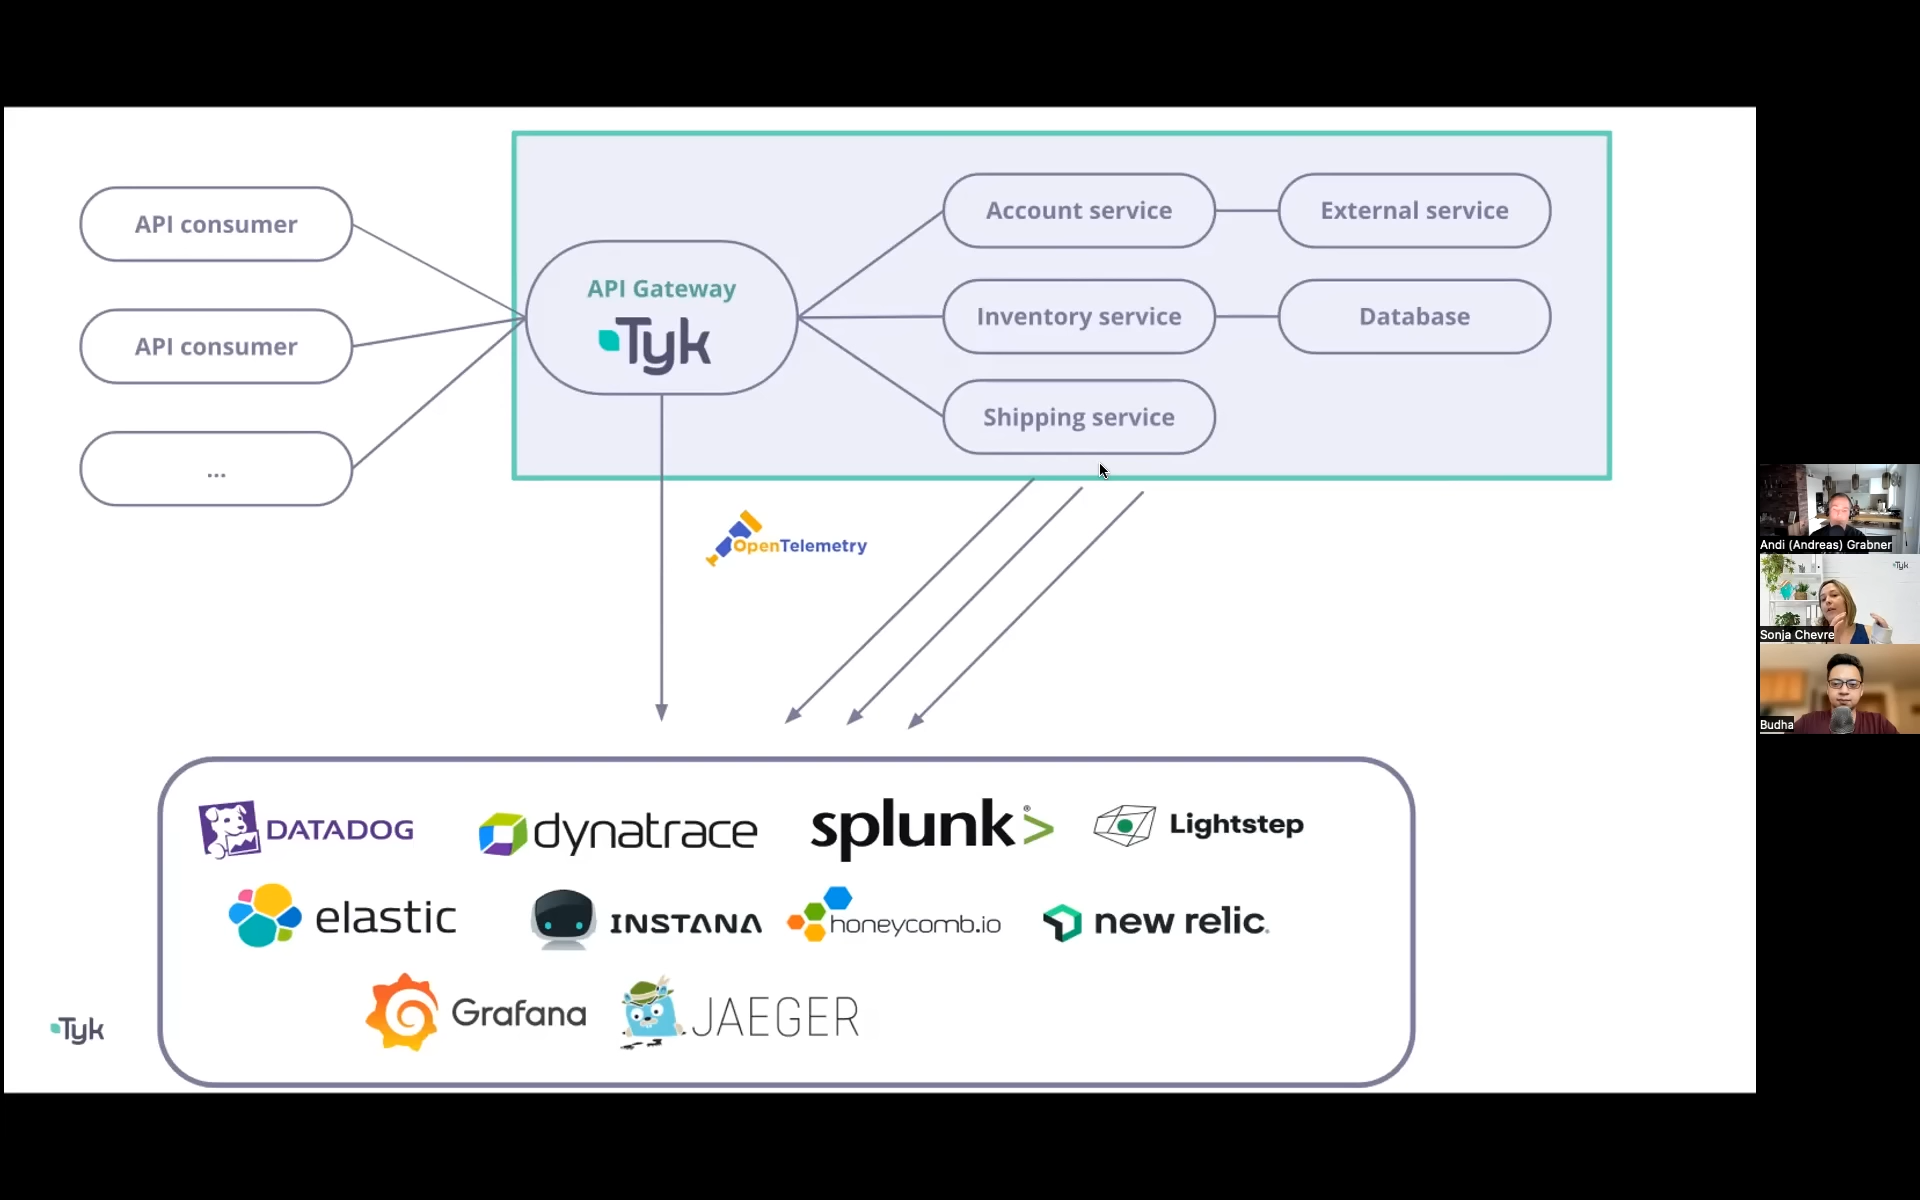 API consumer
API consumer
...
API Gateway
Tyk
Account service
External service
Inventory service
Database
Shipping service
OpenTelemetry
DATADOG
dynatrace
splunk>
Lightstep
elastic
INSTANA
honeycomb.io
new relic.
Grafana
JAEGER
Tyk
Andi (Andreas) Grabner
Tyk
Sonja Chevre
Budha